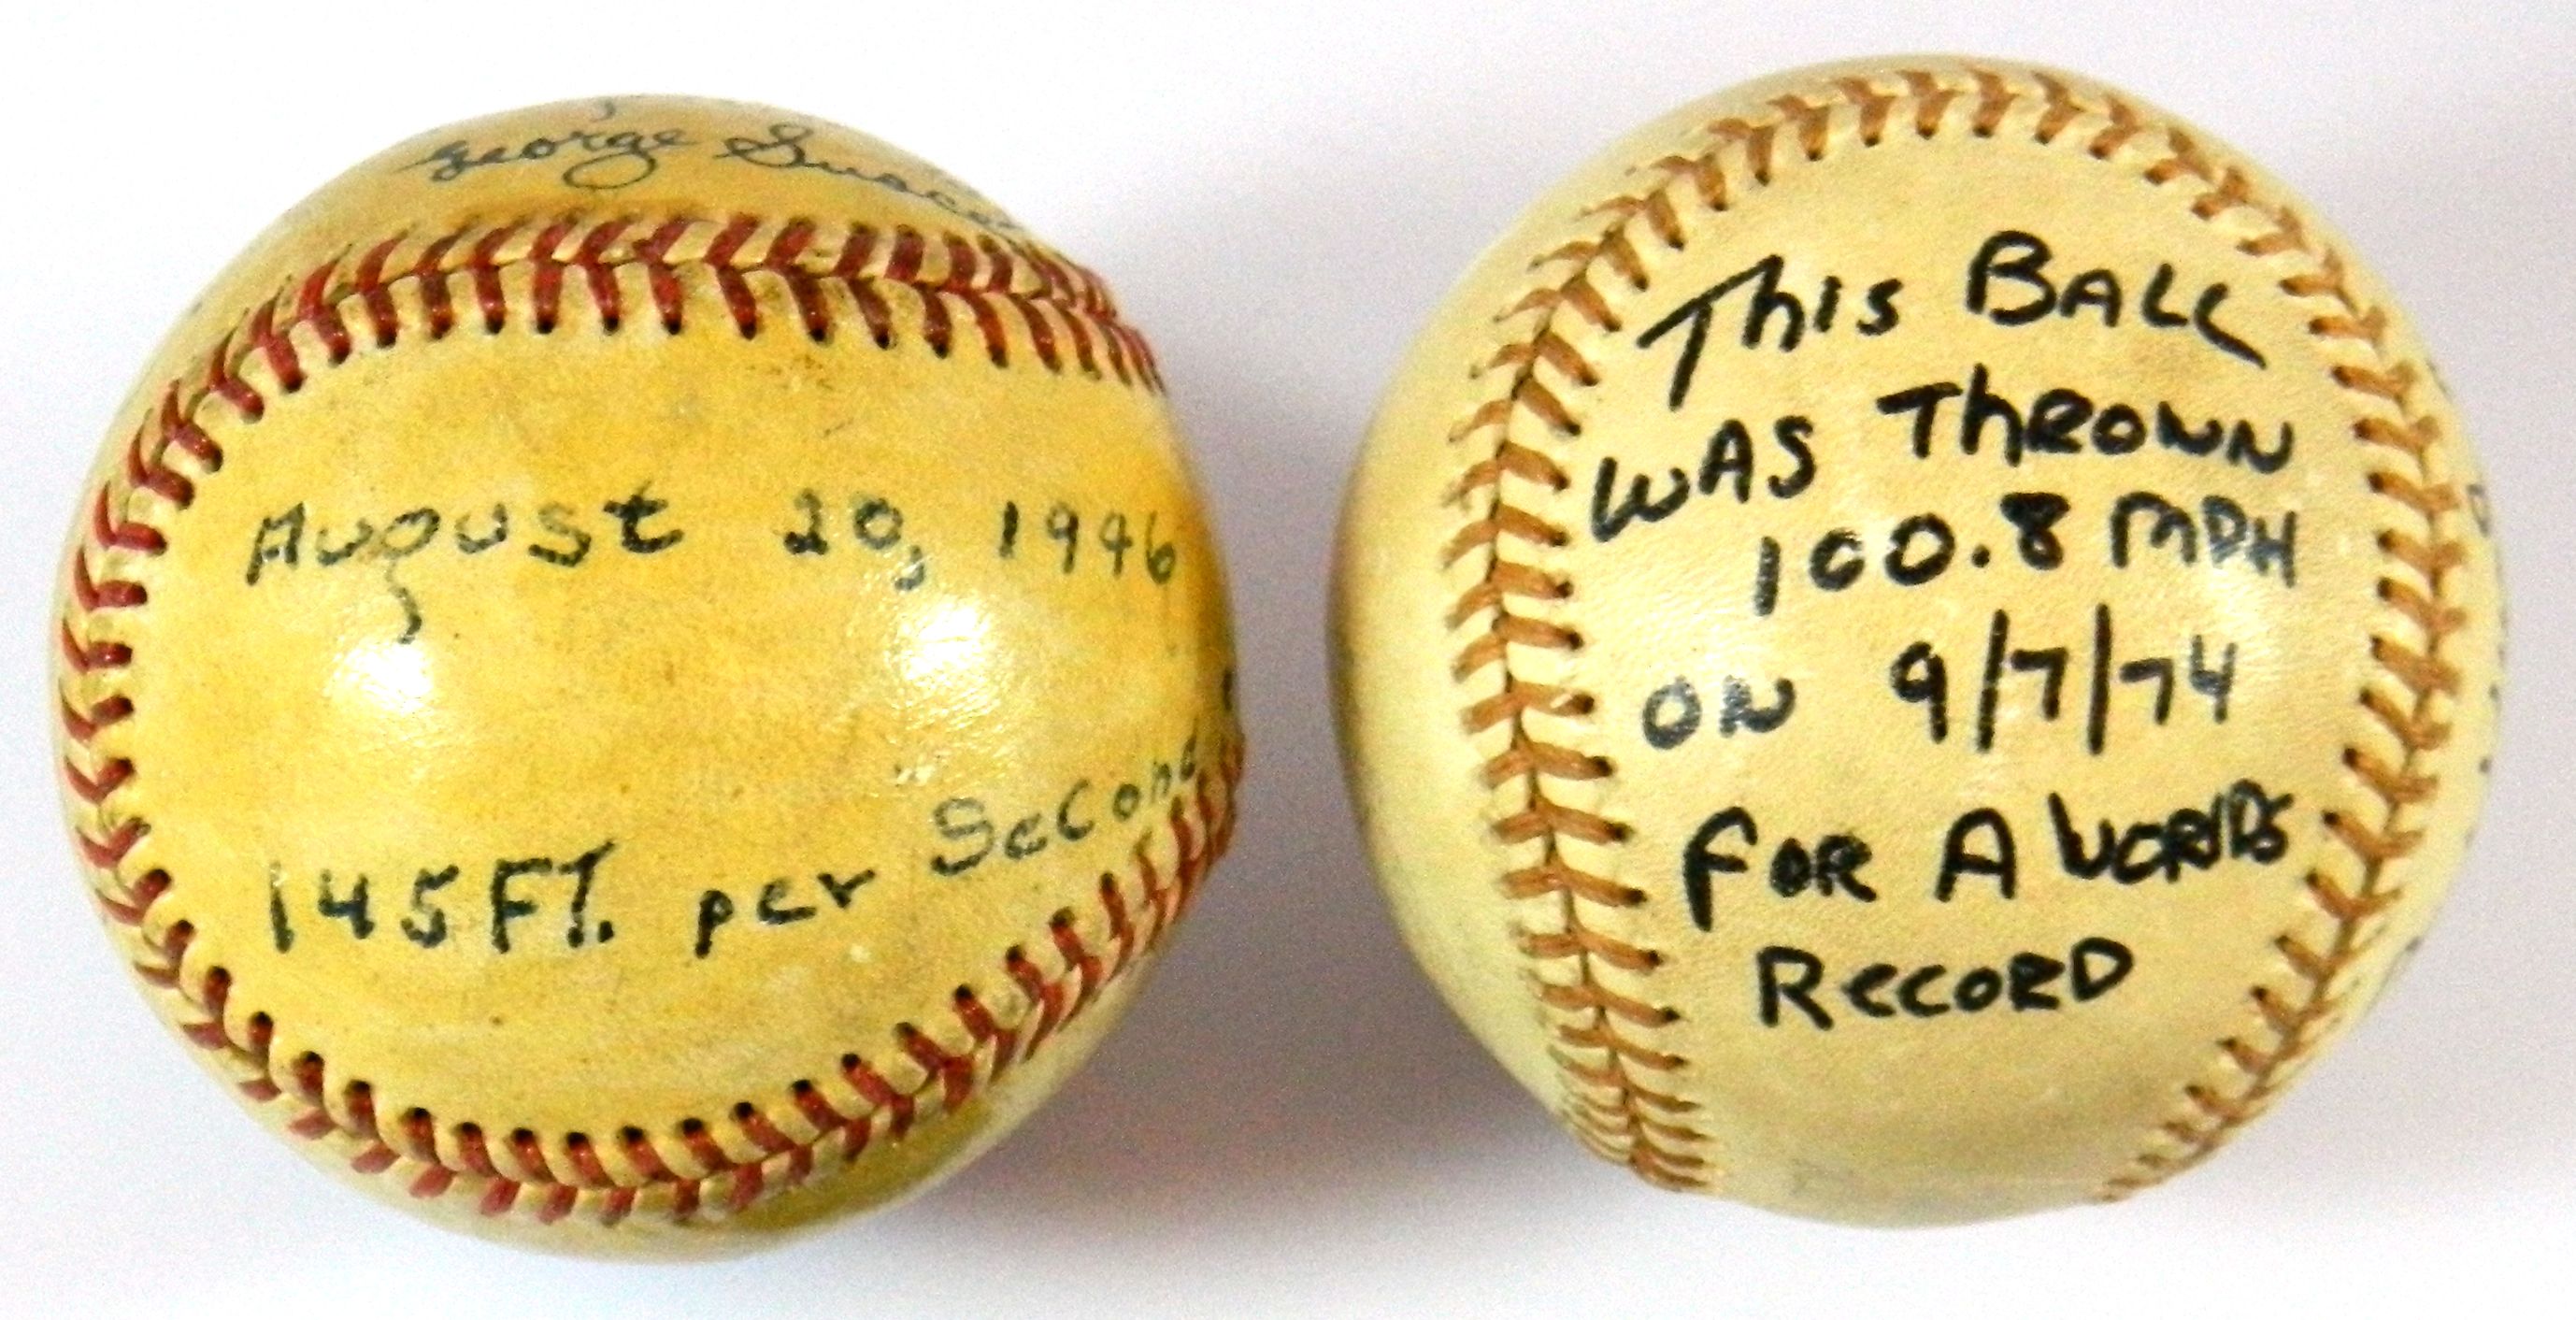 George
August 20, 1946
145 FT. per Second
This BALL
WAS ThROWN
100.8 MPH
ON 9/7/74
FOR A WORLDS
RECORD